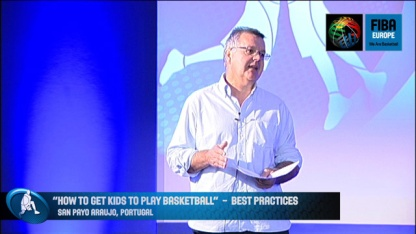 FIBA
EUROPE
"HOW TO GET KIDS TO PLAY BASKETBALL" - BEST PRACTICES
SAN PAYO ARAUJO, PORTUGAL